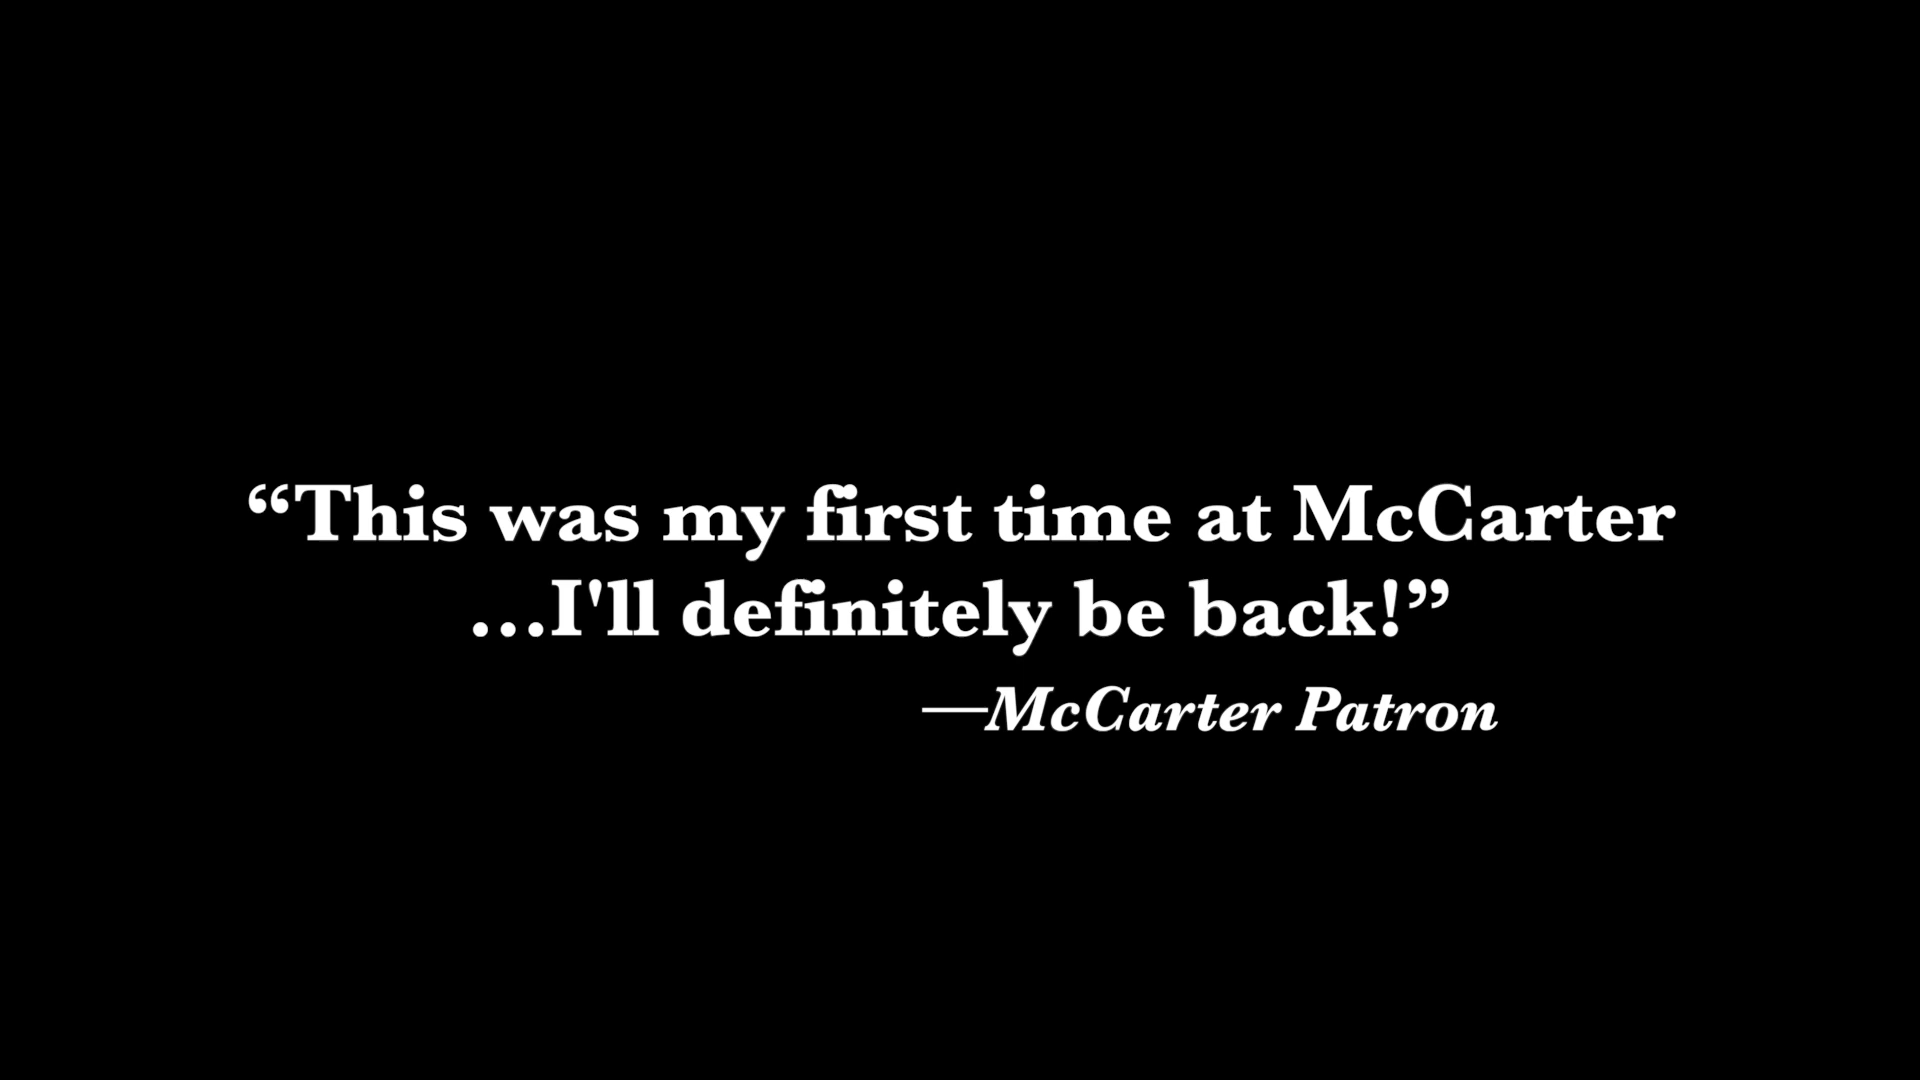 “This was my first time at McCarter
...I'll definitely be back!”
—McCarter Patron